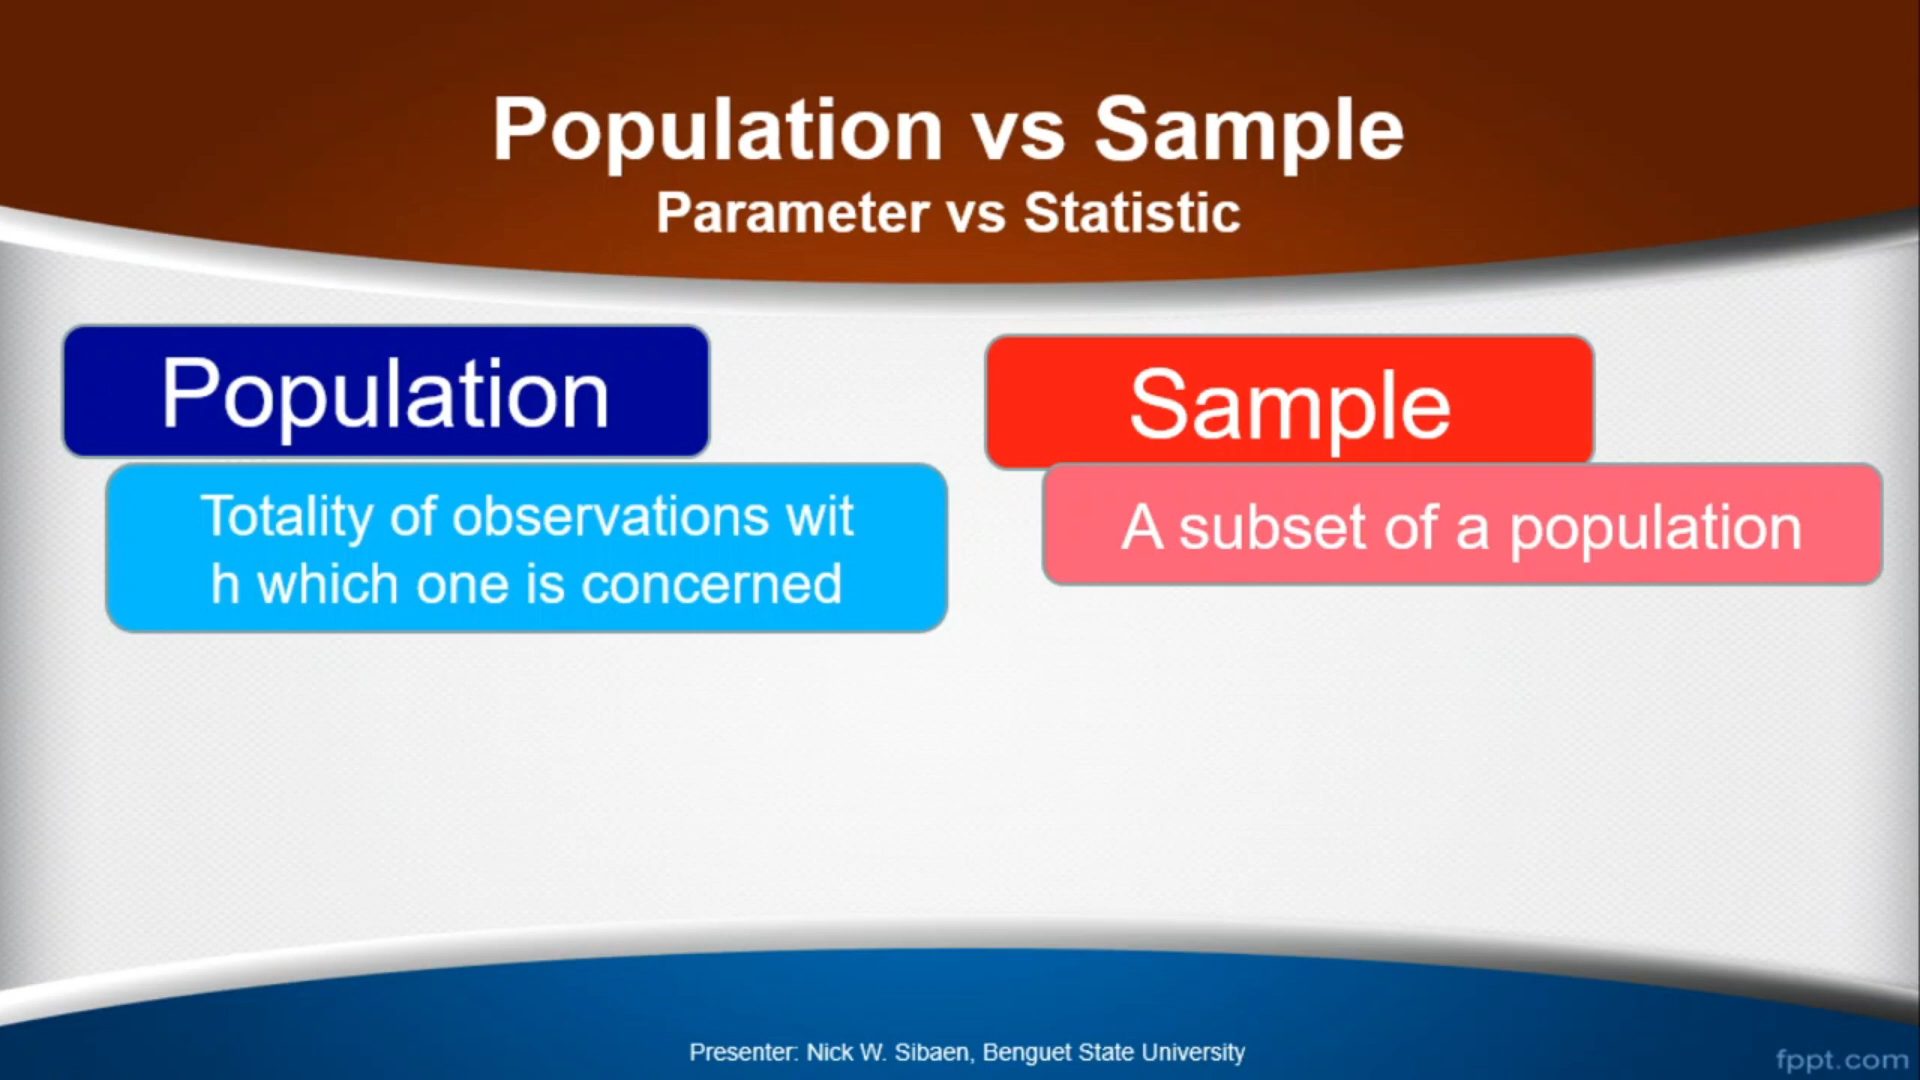 Population vs Sample
Parameter vs Statistic
Population
Totality of observations wit
h which one is concerned
Sample
A subset of a population
Presenter: Nick W. Sibaen, Benguet State University
fppt.com